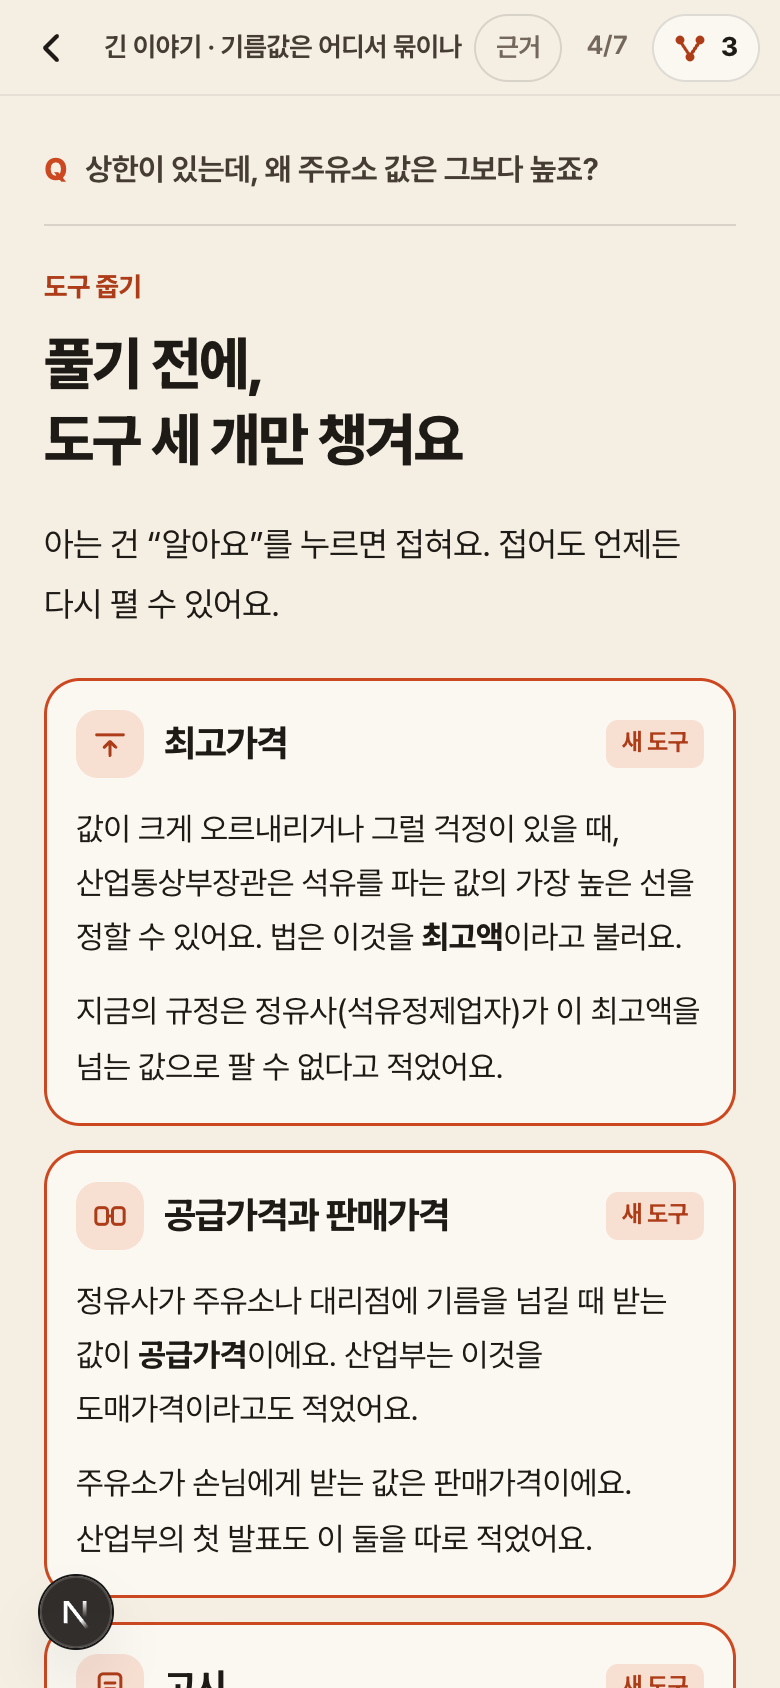 긴 이야기 · 기름값은 어디서 묶이나
근거
4/7
3
Q 상한이 있는데, 왜 주유소 값은 그보다 높죠?
도구 줍기
풀기 전에,
도구 세 개만 챙겨요
아는 건 “알아요”를 누르면 접혀요. 접어도 언제든
다시 펼 수 있어요.
최고가격
새 도구
값이 크게 오르내리거나 그럴 걱정이 있을 때,
산업통상부장관은 석유를 파는 값의 가장 높은 선을
정할 수 있어요. 법은 이것을 최고액이라고 불러요.
지금의 규정은 정유사(석유정제업자)가 이 최고액을
넘는 값으로 팔 수 없다고 적었어요.
공급가격과 판매가격
새 도구
정유사가 주유소나 대리점에 기름을 넘길 때 받는
값이 공급가격이에요. 산업부는 이것을
도매가격이라고도 적었어요.
주유소가 손님에게 받는 값은 판매가격이에요.
산업부의 첫 발표도 이 둘을 따로 적었어요.
N
고시
새 도구